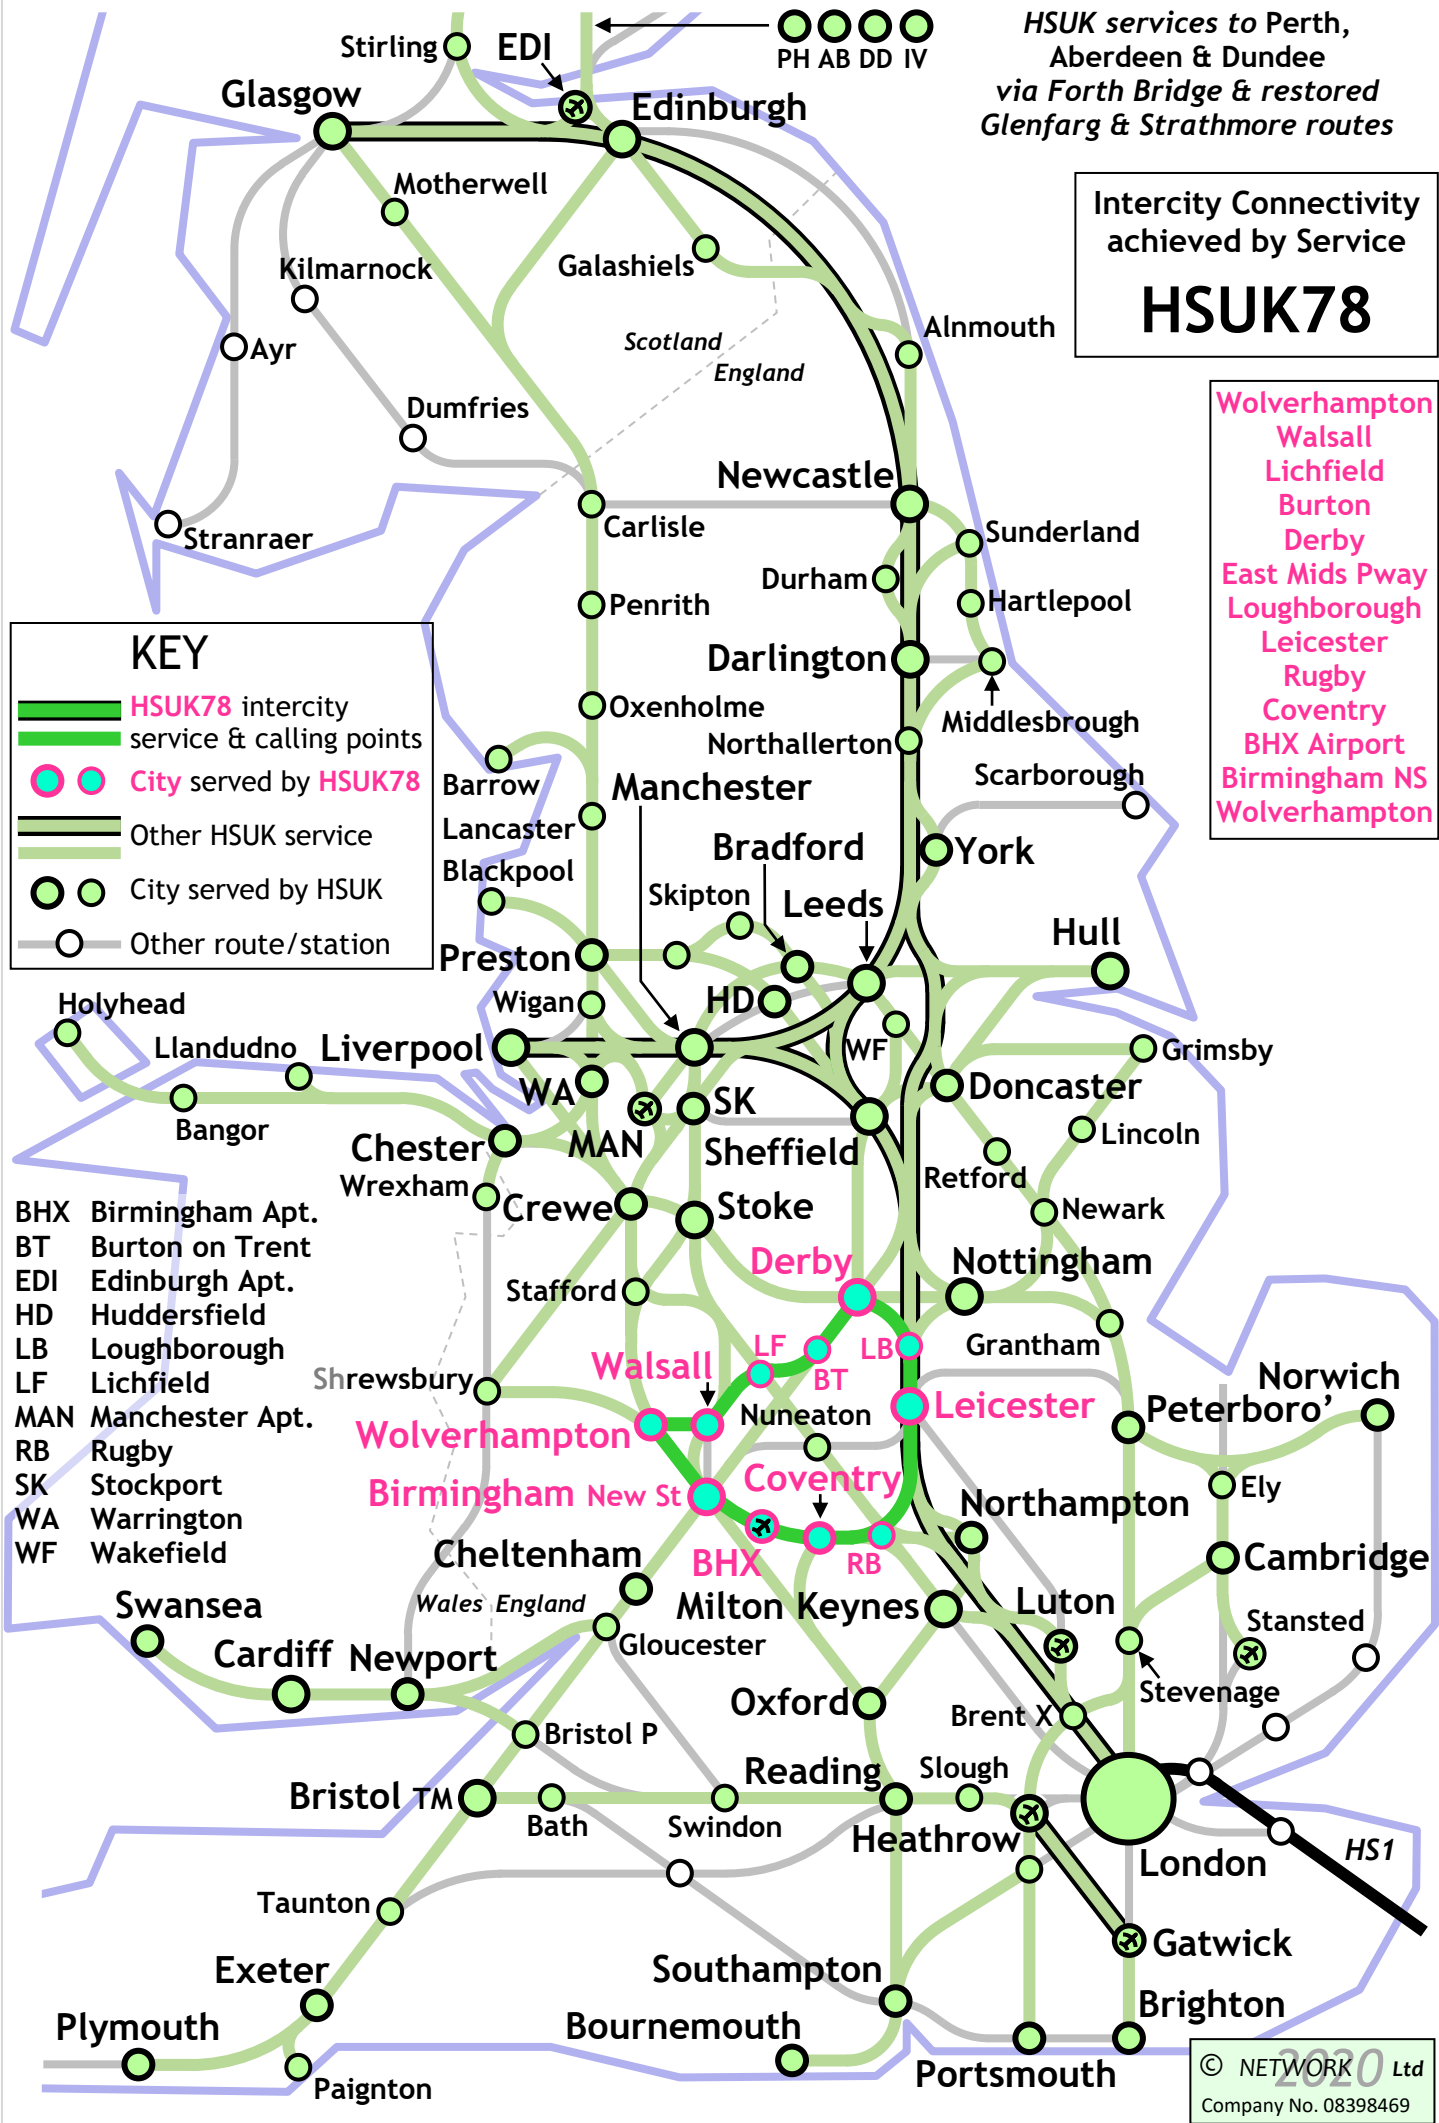 HSUK services to Perth,
Aberdeen & Dundee
via Forth Bridge & restored
Glenfarg & Strathmore routes
PH AB DD IV
Stirling
EDI
Glasgow
Edinburgh
Intercity Connectivity
achieved by Service
HSUK78
Motherwell
Kilmarnock
Galashiels
Alnmouth
Ayr
Scotland
England
Dumfries
Wolverhampton
Walsall
Lichfield
Burton
Derby
East Mids Pway
Loughborough
Leicester
Rugby
Coventry
BHX Airport
Birmingham NS
Wolverhampton
Newcastle
Carlisle
Stranraer
Sunderland
Durham
Hartlepool
Penrith
Darlington
Oxenholme
Middlesbrough
Northallerton
KEY
HSUK78 intercity
service & calling points
City served by HSUK78
Other HSUK service
City served by HSUK
Other route/station
Barrow
Manchester
Scarborough
Lancaster
Blackpool
Bradford
York
Skipton
Leeds
Hull
Preston
Wigan
HD
Holyhead
Llandudno
Liverpool
WF
Grimsby
WA
Doncaster
Bangor
SK
Lincoln
Chester
MAN
Sheffield
Retford
Wrexham
Crewe
Stoke
Newark
BHX Birmingham Apt.
BT Burton on Trent
EDI Edinburgh Apt.
HD Huddersfield
LB Loughborough
LF Lichfield
MAN Manchester Apt.
RB Rugby
SK Stockport
WA Warrington
WF Wakefield
Derby
Nottingham
Stafford
Grantham
LF
LB
BT
Walsall
Shrewsbury
Norwich
Nuneaton
Leicester
Peterboro’
Wolverhampton
Coventry
Ely
Birmingham New St
Northampton
BHX
RB
Cheltenham
Cambridge
Wales England
Milton Keynes
Luton
Swansea
Stansted
Cardiff
Newport
Gloucester
Stevenage
Oxford
Brent X
Bristol P
Reading
Slough
Bristol TM
Bath
Swindon
Heathrow
London
HS1
Taunton
Gatwick
Exeter
Southampton
Brighton
Plymouth
Bournemouth
Portsmouth
Paignton
© NETWORK 2020 Ltd
Company No. 08398469